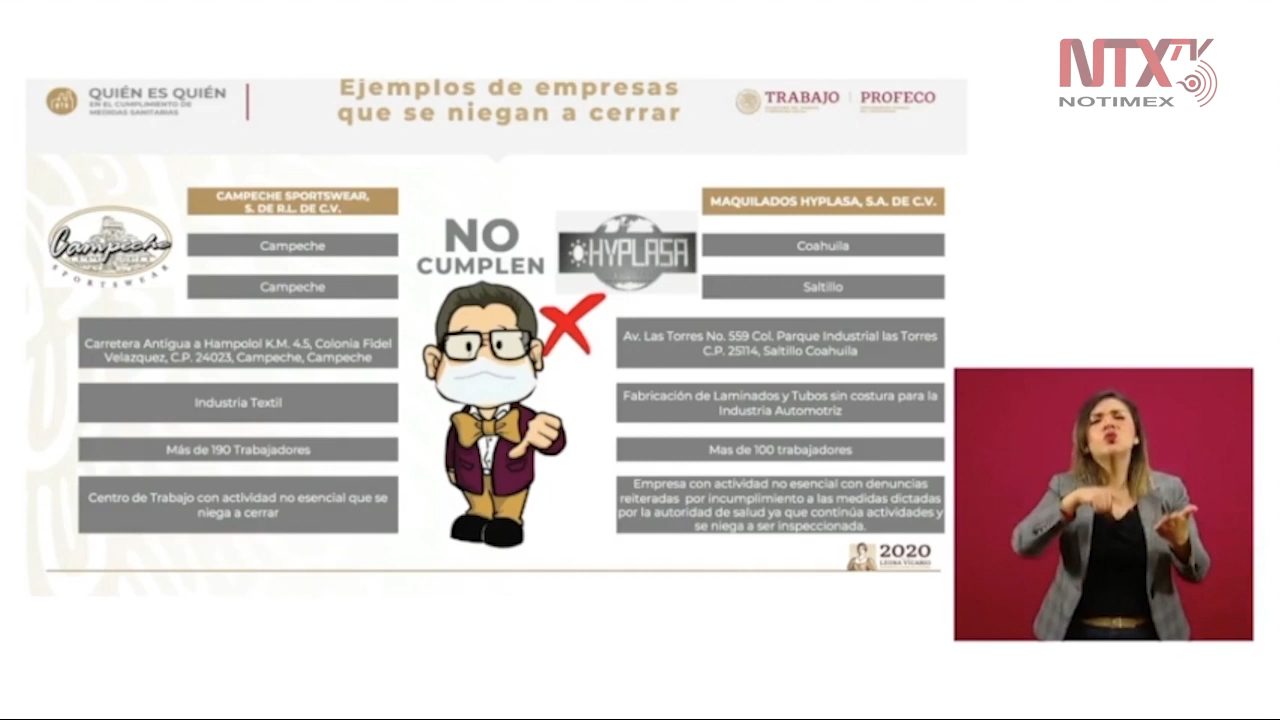 NTX
NOTIMEX
QUIÉN ES QUIÉN
EN EL CUMPLIMIENTO DE
MEDIDAS SANITARIAS
Ejemplos de empresas
que se niegan a cerrar
TRABAJO
PROFECO
Campeche
SPORTSWEAR
CAMPECHE SPORTSWEAR,
S. DE R.L. DE C.V.
Campeche
Campeche
Carretera Antigua a Hampolol K.M. 4.5, Colonia Fidel
Velazquez, C.P. 24023, Campeche, Campeche
Industria Textil
Más de 190 Trabajadores
Centro de Trabajo con actividad no esencial que se
niega a cerrar
NO
CUMPLEN
HYPLASA
MAQUILADOS HYPLASA, S.A. DE C.V.
Coahuila
Saltillo
Av. Las Torres No. 559 Col. Parque Industrial las Torres
C.P. 25114, Saltillo Coahuila
Fabricación de Laminados y Tubos sin costura para la
Industria Automotriz
Mas de 100 trabajadores
Empresa con actividad no esencial con denuncias
reiteradas por incumplimiento a las medidas dictadas
por la autoridad de salud ya que continúa actividades y
se niega a ser inspeccionada.
2020
LEONA VICARIO